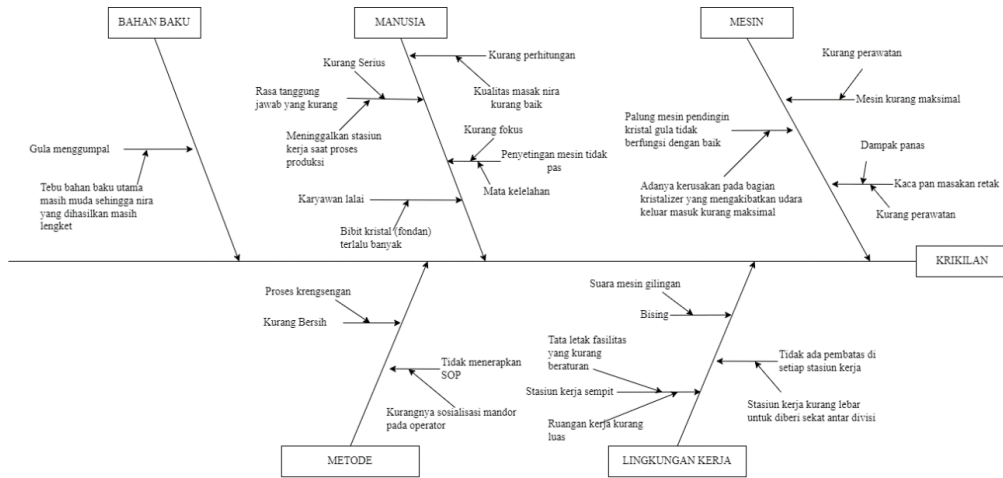 BAHAN BAKU
MANUSIA
MESIN
Kurang perhitungan
Kurang Serius
Kualitas masak nira
kurang baik
Rasa tanggung
jawab yang kurang
Meninggalkan stasiun
kerja saat proses
produksi
Kurang fokus
Penyetingan mesin tidak
pas
Mata kelelahan
Karyawan lalai
Bibit kristal (fondan)
terlalu banyak
Gula menggumpal
Tebu bahan baku utama
masih muda sehingga nira
yang dihasilkan masih
lengket
Kurang perawatan
Mesin kurang maksimal
Palung mesin pendingin
kristal gula tidak
berfungsi dengan baik
Adanya kerusakan pada bagian
kristalizer yang mengakibatkan udara
keluar masuk kurang maksimal
Dampak panas
Kaca pan masakan retak
Kurang perawatan
KRIKILAN
Proses krengsengan
Kurang Bersih
Tidak menerapkan
SOP
Kurangnya sosialisasi mandor
pada operator
Suara mesin gilingan
Bising
Tata letak fasilitas
yang kurang
beraturan
Stasiun kerja sempit
Ruangan kerja kurang
luas
Tidak ada pembatas di
setiap stasiun kerja
Stasiun kerja kurang lebar
untuk diberi sekat antar divisi
METODE
LINGKUNGAN KERJA